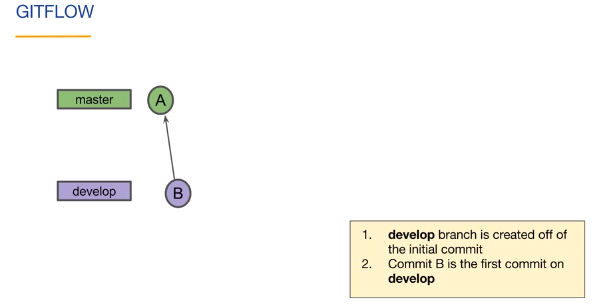 GITFLOW
master
A
develop
B
1. develop branch is created off of
the initial commit
2. Commit B is the first commit on
develop